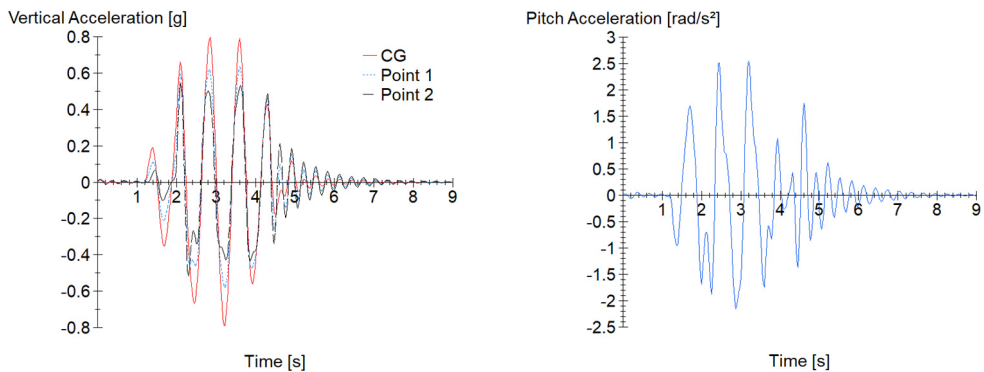 Vertical Acceleration [g]
0.8
0.6
0.4
0.2
0
-0.2
-0.4
-0.6
-0.8
1 2 3 4 5 6 7 8 9
CG
Point 1
Point 2
Time [s]
Pitch Acceleration [rad/s²]
3
2.5
2
1.5
1
0.5
0
-0.5
-1
-1.5
-2
-2.5
1 2 3 4 5 6 7 8 9
Time [s]